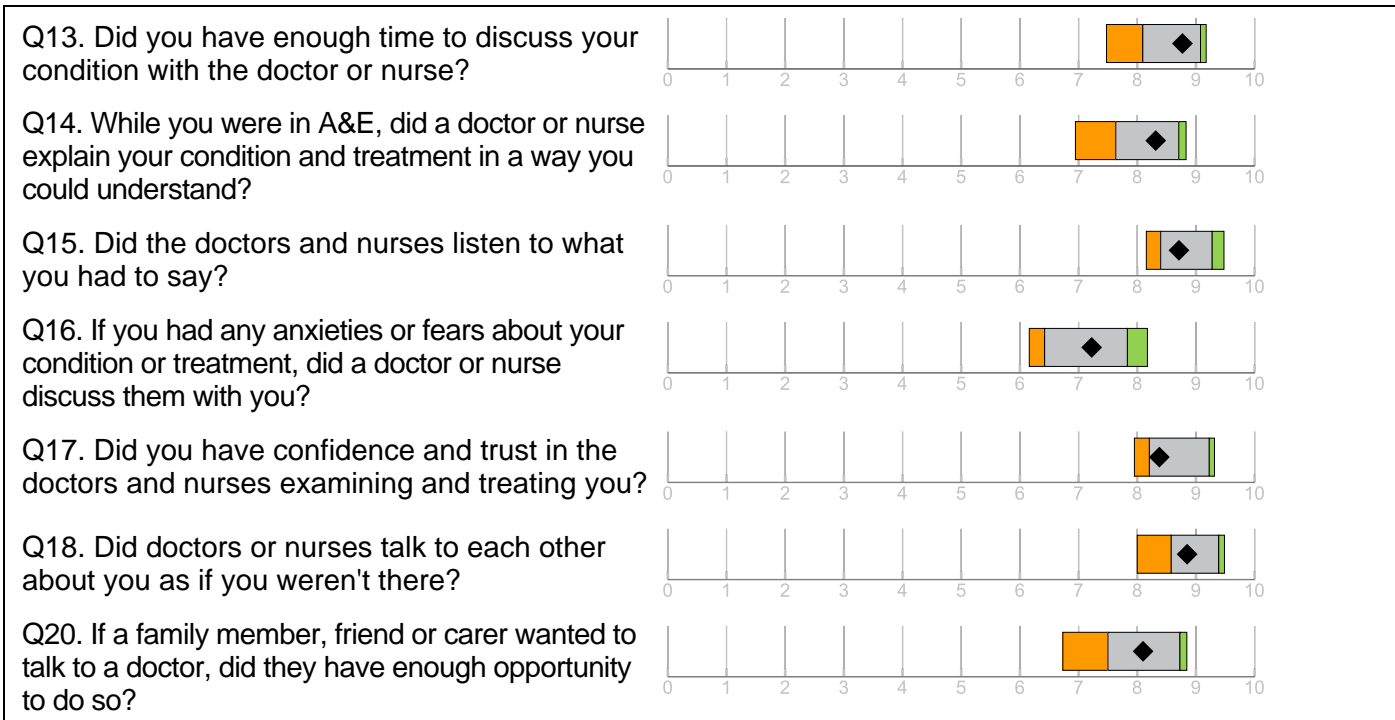 Q13. Did you have enough time to discuss your
condition with the doctor or nurse?
0 1 2 3 4 5 6 7 8 9 10
Q14. While you were in A&E, did a doctor or nurse
explain your condition and treatment in a way you
could understand?
0 1 2 3 4 5 6 7 8 9 10
Q15. Did the doctors and nurses listen to what
you had to say?
0 1 2 3 4 5 6 7 8 9 10
Q16. If you had any anxieties or fears about your
condition or treatment, did a doctor or nurse
discuss them with you?
0 1 2 3 4 5 6 7 8 9 10
Q17. Did you have confidence and trust in the
doctors and nurses examining and treating you?
0 1 2 3 4 5 6 7 8 9 10
Q18. Did doctors or nurses talk to each other
about you as if you weren't there?
0 1 2 3 4 5 6 7 8 9 10
Q20. If a family member, friend or carer wanted to
talk to a doctor, did they have enough opportunity
to do so?
0 1 2 3 4 5 6 7 8 9 10